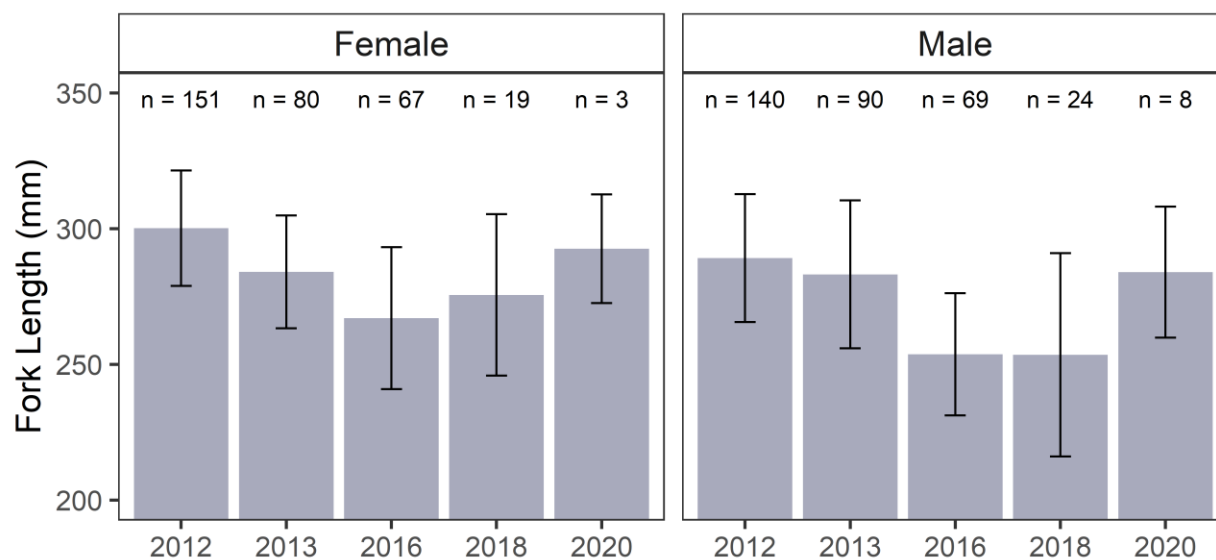 Female
Male
350
n = 151 n = 80 n = 67 n = 19 n = 3
n = 140 n = 90 n = 69 n = 24 n = 8
300
250
200
Fork Length (mm)
2012 2013 2016 2018 2020
2012 2013 2016 2018 2020